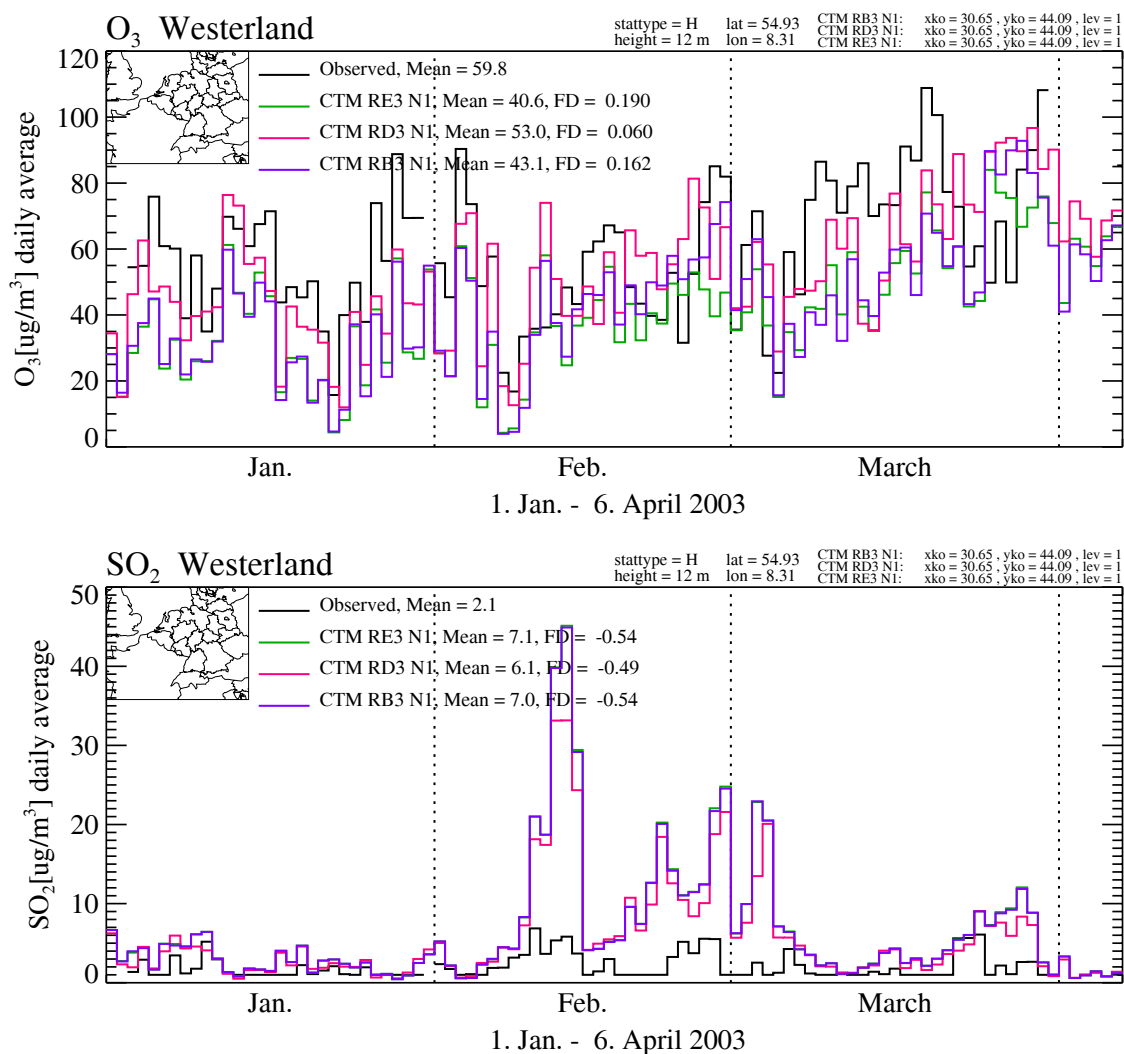 O₃ Westerland
stattype = H lat = 54.93
height = 12 m lon = 8.31
CTM RB3 N1: xko = 30.65 , yko = 44.09 , lev = 1
CTM RD3 N1: xko = 30.65 , yko = 44.09 , lev = 1
CTM RE3 N1: xko = 30.65 , yko = 44.09 , lev = 1
O₃[ug/m³] daily average
120
100
80
60
40
20
0
Observed, Mean = 59.8
CTM RE3 N1, Mean = 40.6, FD = 0.190
CTM RD3 N1, Mean = 53.0, FD = 0.060
CTM RB3 N1, Mean = 43.1, FD = 0.162
Jan. Feb. March
1. Jan. - 6. April 2003
SO₂ Westerland
stattype = H lat = 54.93
height = 12 m lon = 8.31
CTM RB3 N1: xko = 30.65 , yko = 44.09 , lev = 1
CTM RD3 N1: xko = 30.65 , yko = 44.09 , lev = 1
CTM RE3 N1: xko = 30.65 , yko = 44.09 , lev = 1
SO₂[ug/m³] daily average
50
40
30
20
10
0
Observed, Mean = 2.1
CTM RE3 N1, Mean = 7.1, FD = -0.54
CTM RD3 N1, Mean = 6.1, FD = -0.49
CTM RB3 N1, Mean = 7.0, FD = -0.54
Jan. Feb. March
1. Jan. - 6. April 2003